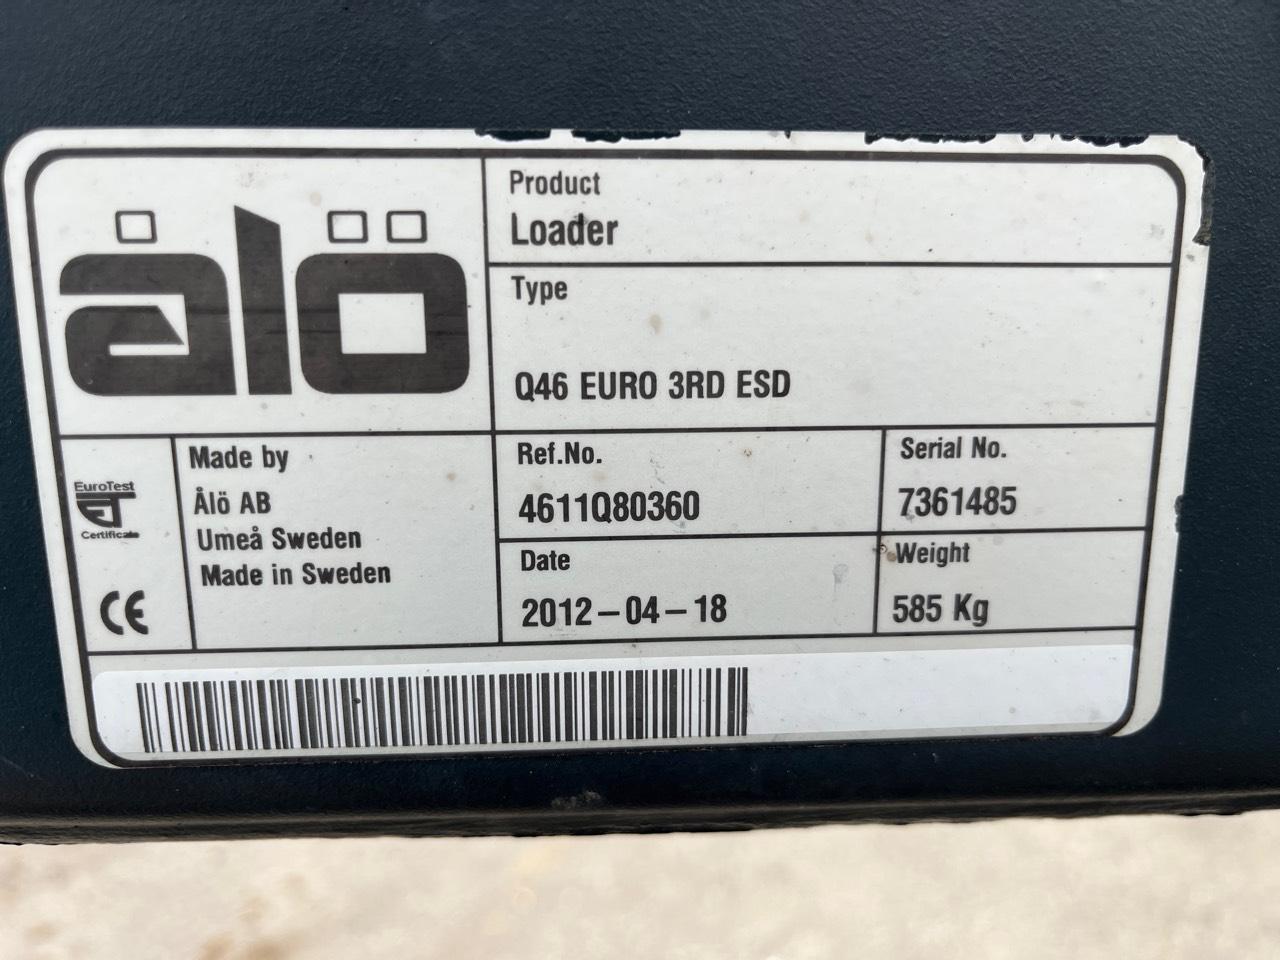 ålö
Product
Loader
Type
Q46 EURO 3RD ESD
EuroTest
Certificate
CE
Made by
Ålö AB
Umeå Sweden
Made in Sweden
Ref.No.
4611Q80360
Serial No.
7361485
Date
2012-04-18
Weight
585 Kg